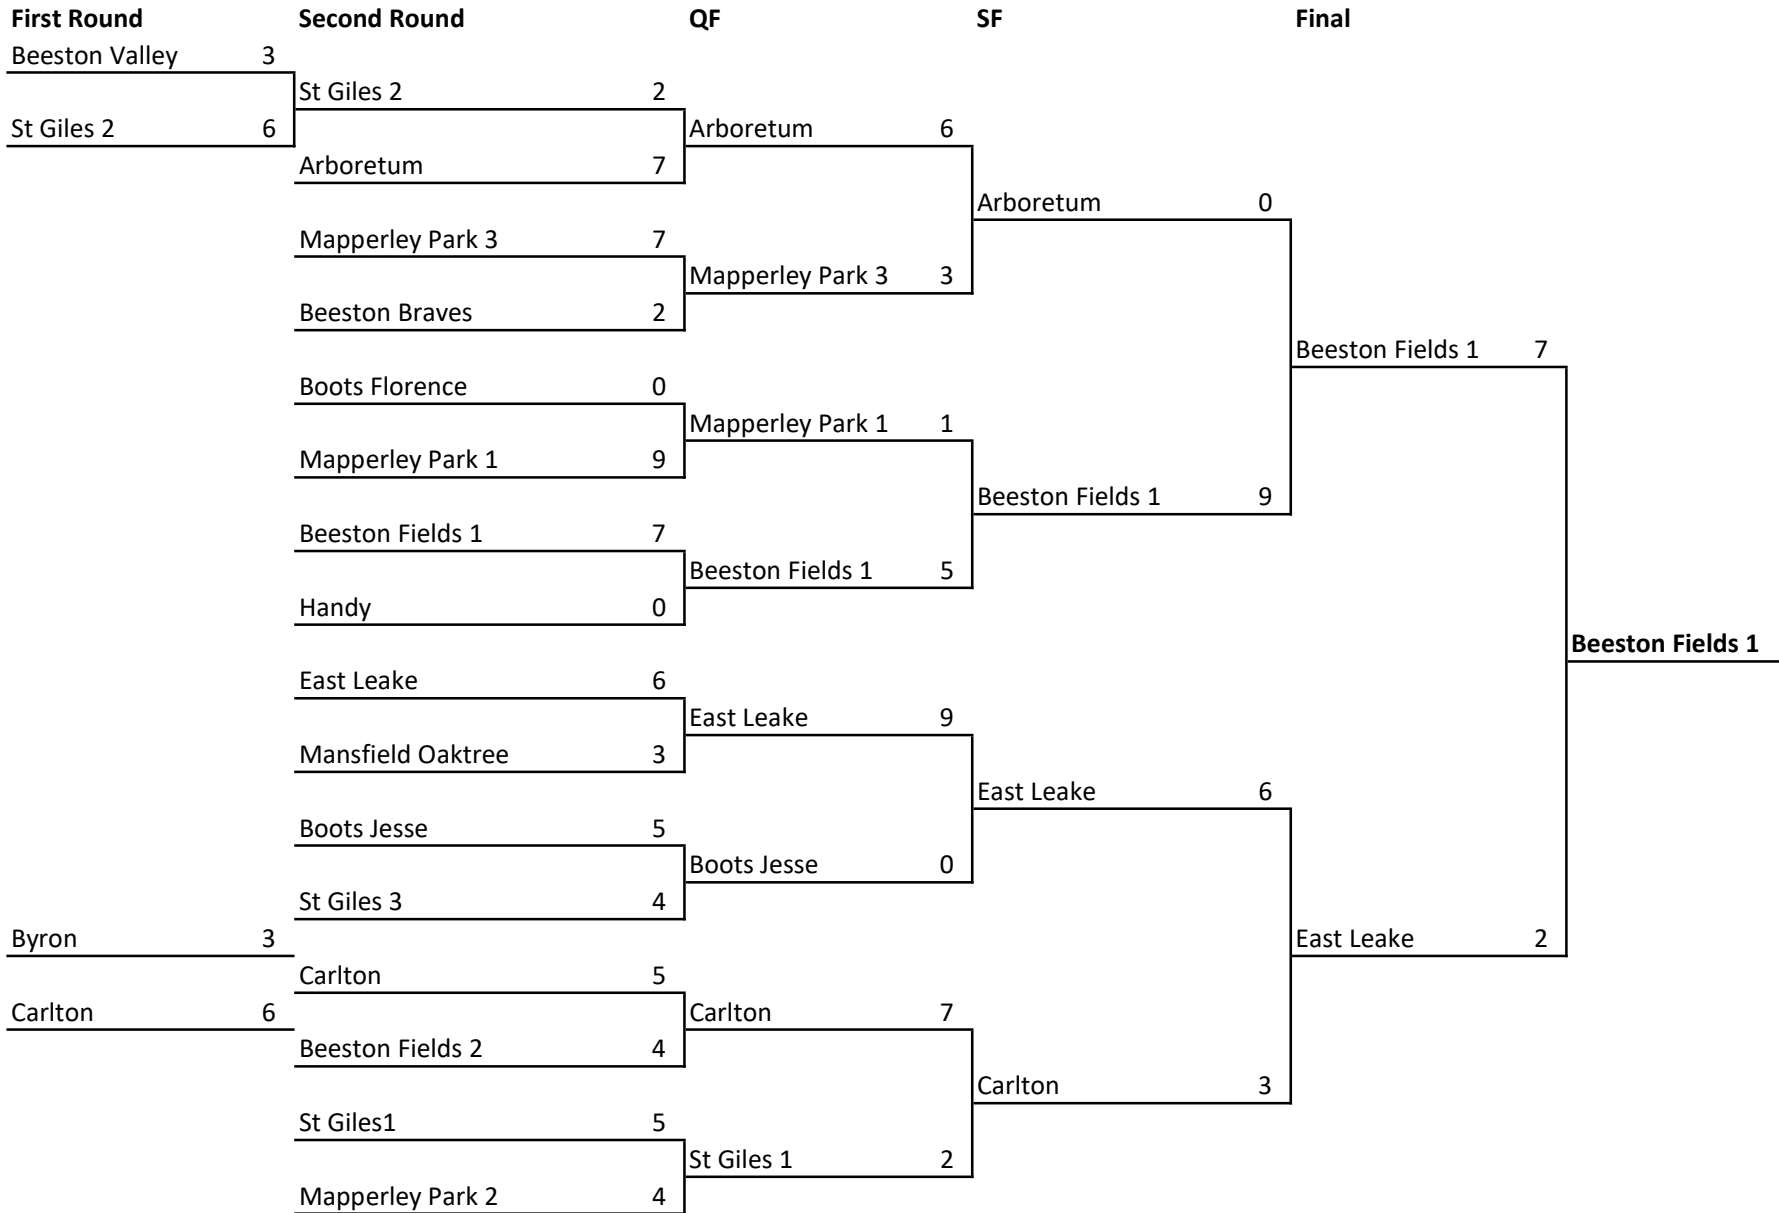 First Round Second Round QF SF Final
Beeston Valley 3
St Giles 2 2
St Giles 2 6
Arboretum 6
Arboretum 7
Arboretum 0
Mapperley Park 3 7
Mapperley Park 3 3
Beeston Braves 2
Beeston Fields 1 7
Boots Florence 0
Mapperley Park 1 1
Mapperley Park 1 9
Beeston Fields 1 9
Beeston Fields 1 7
Beeston Fields 1 5
Handy 0
Beeston Fields 1
East Leake 6
East Leake 9
Mansfield Oaktree 3
East Leake 6
Boots Jesse 5
Boots Jesse 0
St Giles 3 4
Byron 3
East Leake 2
Carlton 5
Carlton 6
Carlton 7
Beeston Fields 2 4
Carlton 3
St Giles1 5
St Giles 1 2
Mapperley Park 2 4